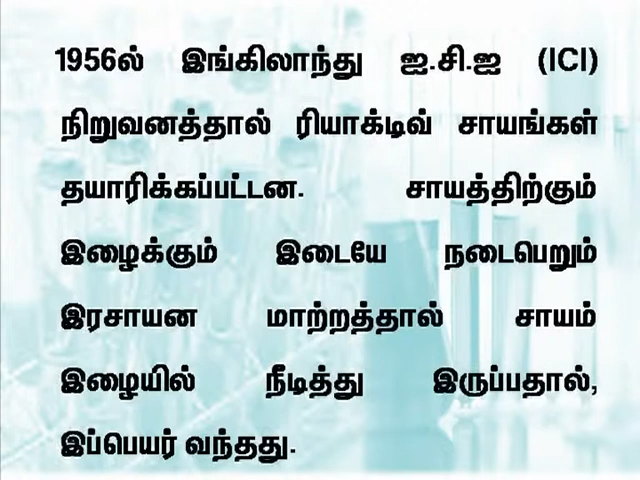 1956ல் இங்கிலாந்து ஐ.சி.ஐ (ICI)
நிறுவனத்தால் ரியாக்டிவ் சாயங்கள்
தயாரிக்கப்பட்டன. சாயத்திற்கும்
இழைக்கும் இடையே நடைபெறும்
இரசாயன மாற்றத்தால் சாயம்
இழையில் நீடித்து இருப்பதால்,
இப்பெயர் வந்தது.